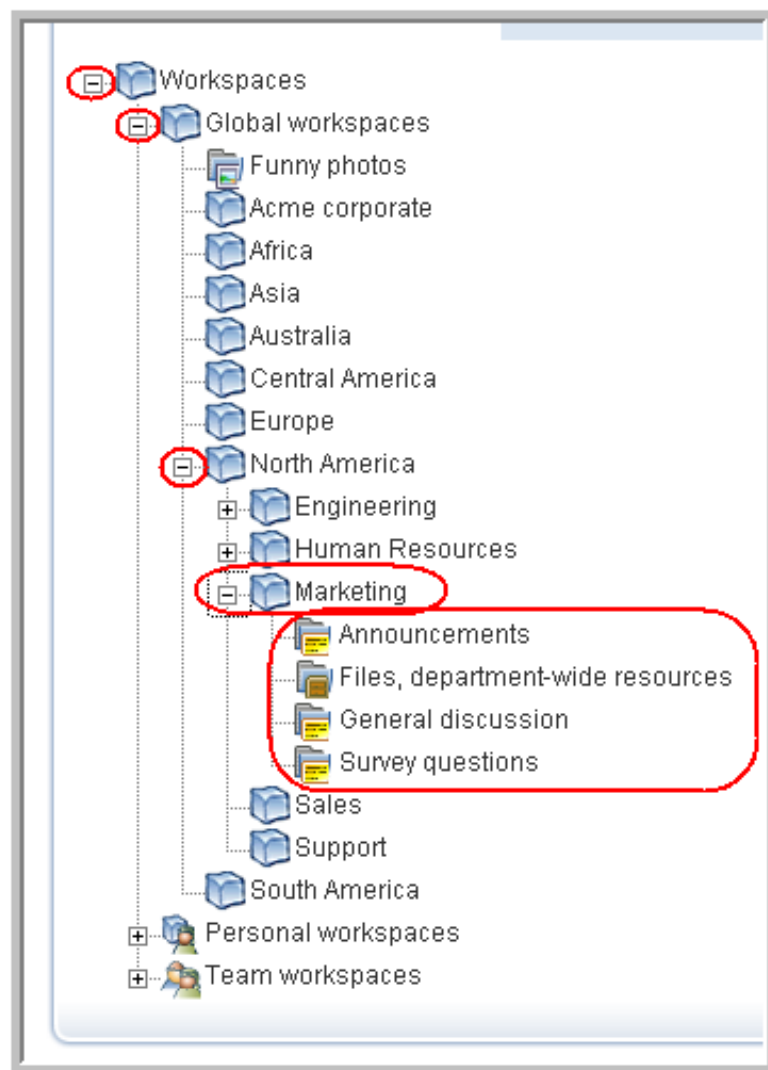 Workspaces
Global workspaces
Funny photos
Acme corporate
Africa
Asia
Australia
Central America
Europe
North America
Engineering
Human Resources
Marketing
Announcements
Files, department-wide resources
General discussion
Survey questions
Sales
Support
South America
Personal workspaces
Team workspaces